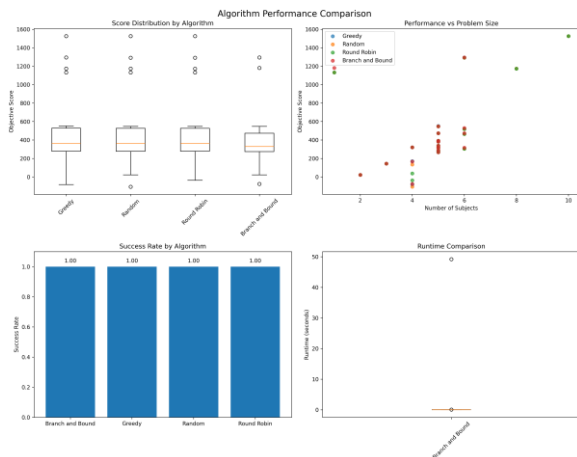 Algorithm Performance Comparison
Score Distribution by Algorithm
1600
1400
1200
1000
800
600
400
200
0
Objective Score
Greedy
Random
Round Robin
Branch and Bound
Performance vs Problem Size
1600
1400
1200
1000
800
600
400
200
0
Objective Score
Greedy
Random
Round Robin
Branch and Bound
2
4
6
8
10
Number of Subjects
Success Rate by Algorithm
1.0
0.8
0.6
0.4
0.2
0.0
Success Rate
1.00
1.00
1.00
1.00
Branch and Bound
Greedy
Random
Round Robin
Runtime Comparison
50
40
30
20
10
0
Runtime (seconds)
Branch and Bound